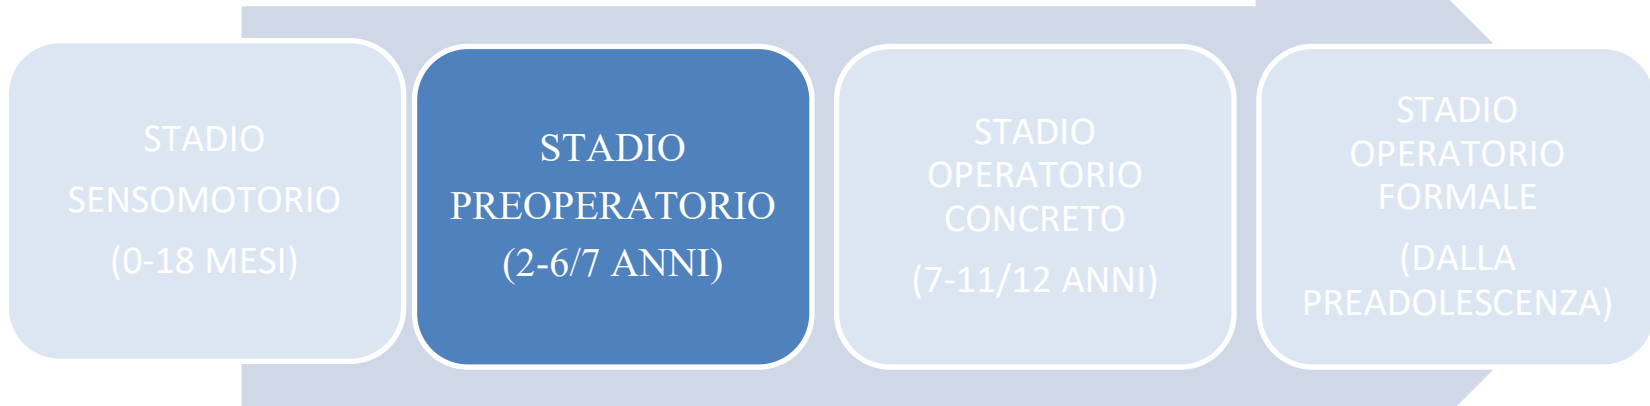 STADIO
SENSOMOTORIO
(0-18 MESI)
STADIO
PREOPERATORIO
(2-6/7 ANNI)
STADIO
OPERATORIO
CONCRETO
(7-11/12 ANNI)
STADIO
OPERATORIO
FORMALE
(DALLA
PREADOLESCENZA)